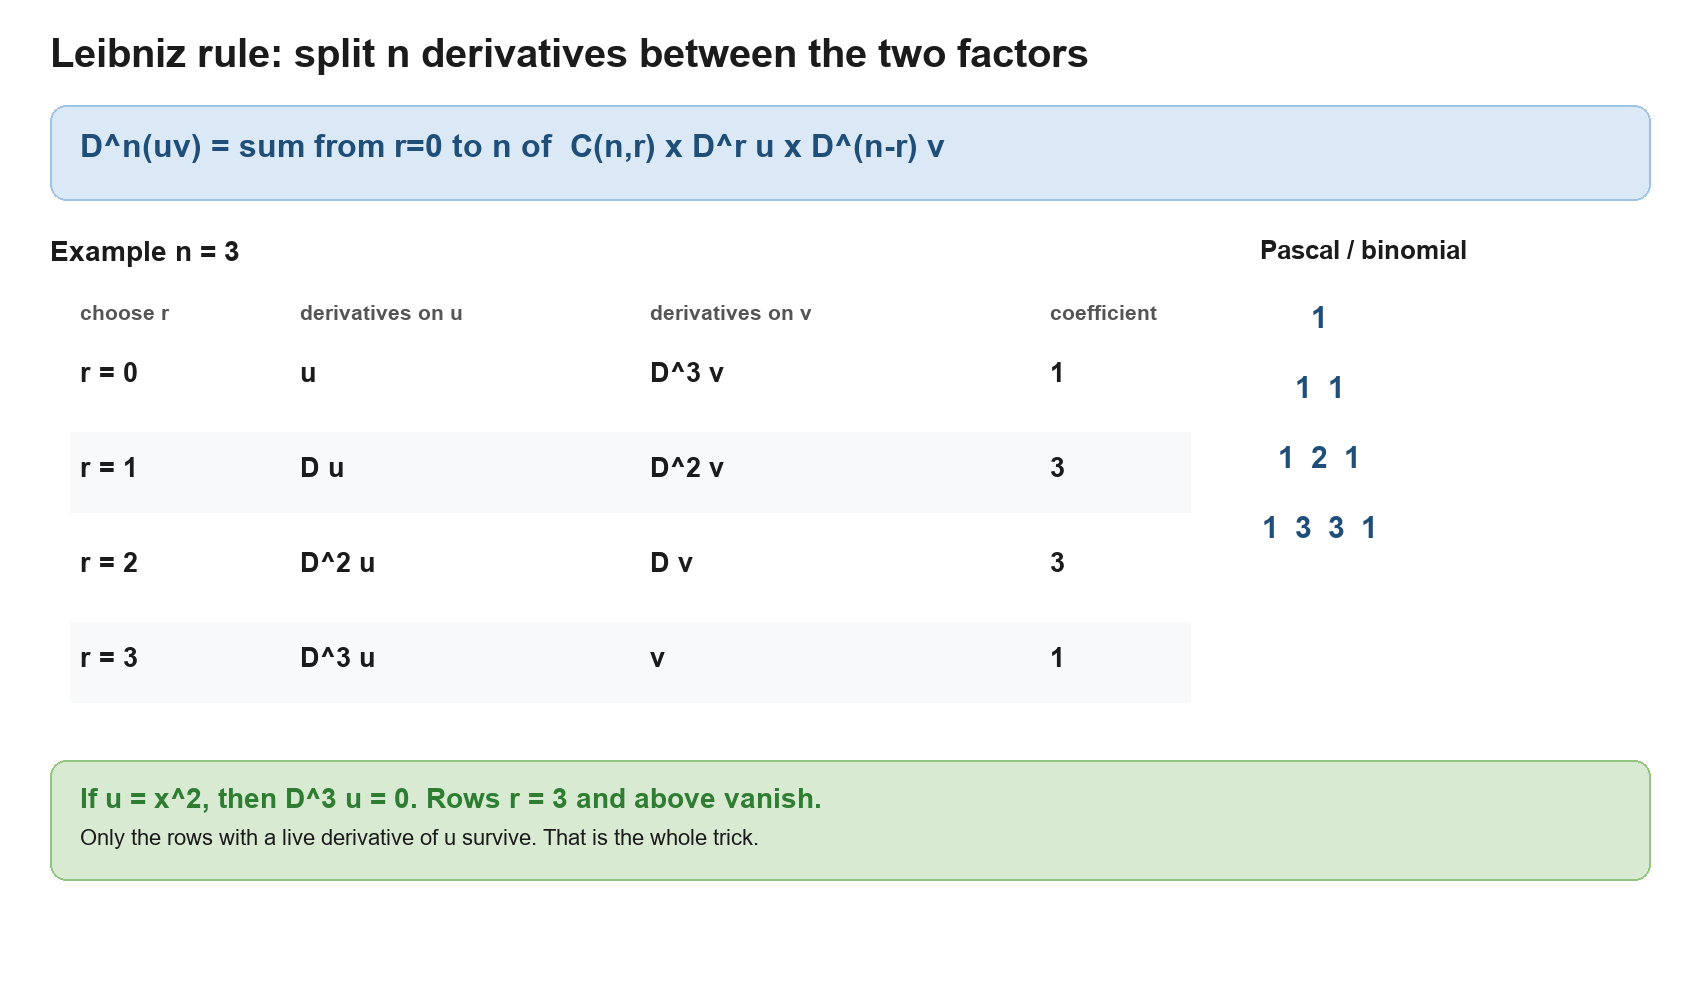 Leibniz rule: split n derivatives between the two factors
D^n(uv) = sum from r=0 to n of  C(n,r) x D^r u x D^(n-r) v
Example n = 3
choose r  derivatives on u  derivatives on v  coefficient
r = 0  u  D^3 v  1
r = 1  D u  D^2 v  3
r = 2  D^2 u  D v  3
r = 3  D^3 u  v  1
Pascal / binomial
1
1  1
1  2  1
1  3  3  1
If u = x^2, then D^3 u = 0. Rows r = 3 and above vanish.
Only the rows with a live derivative of u survive. That is the whole trick.